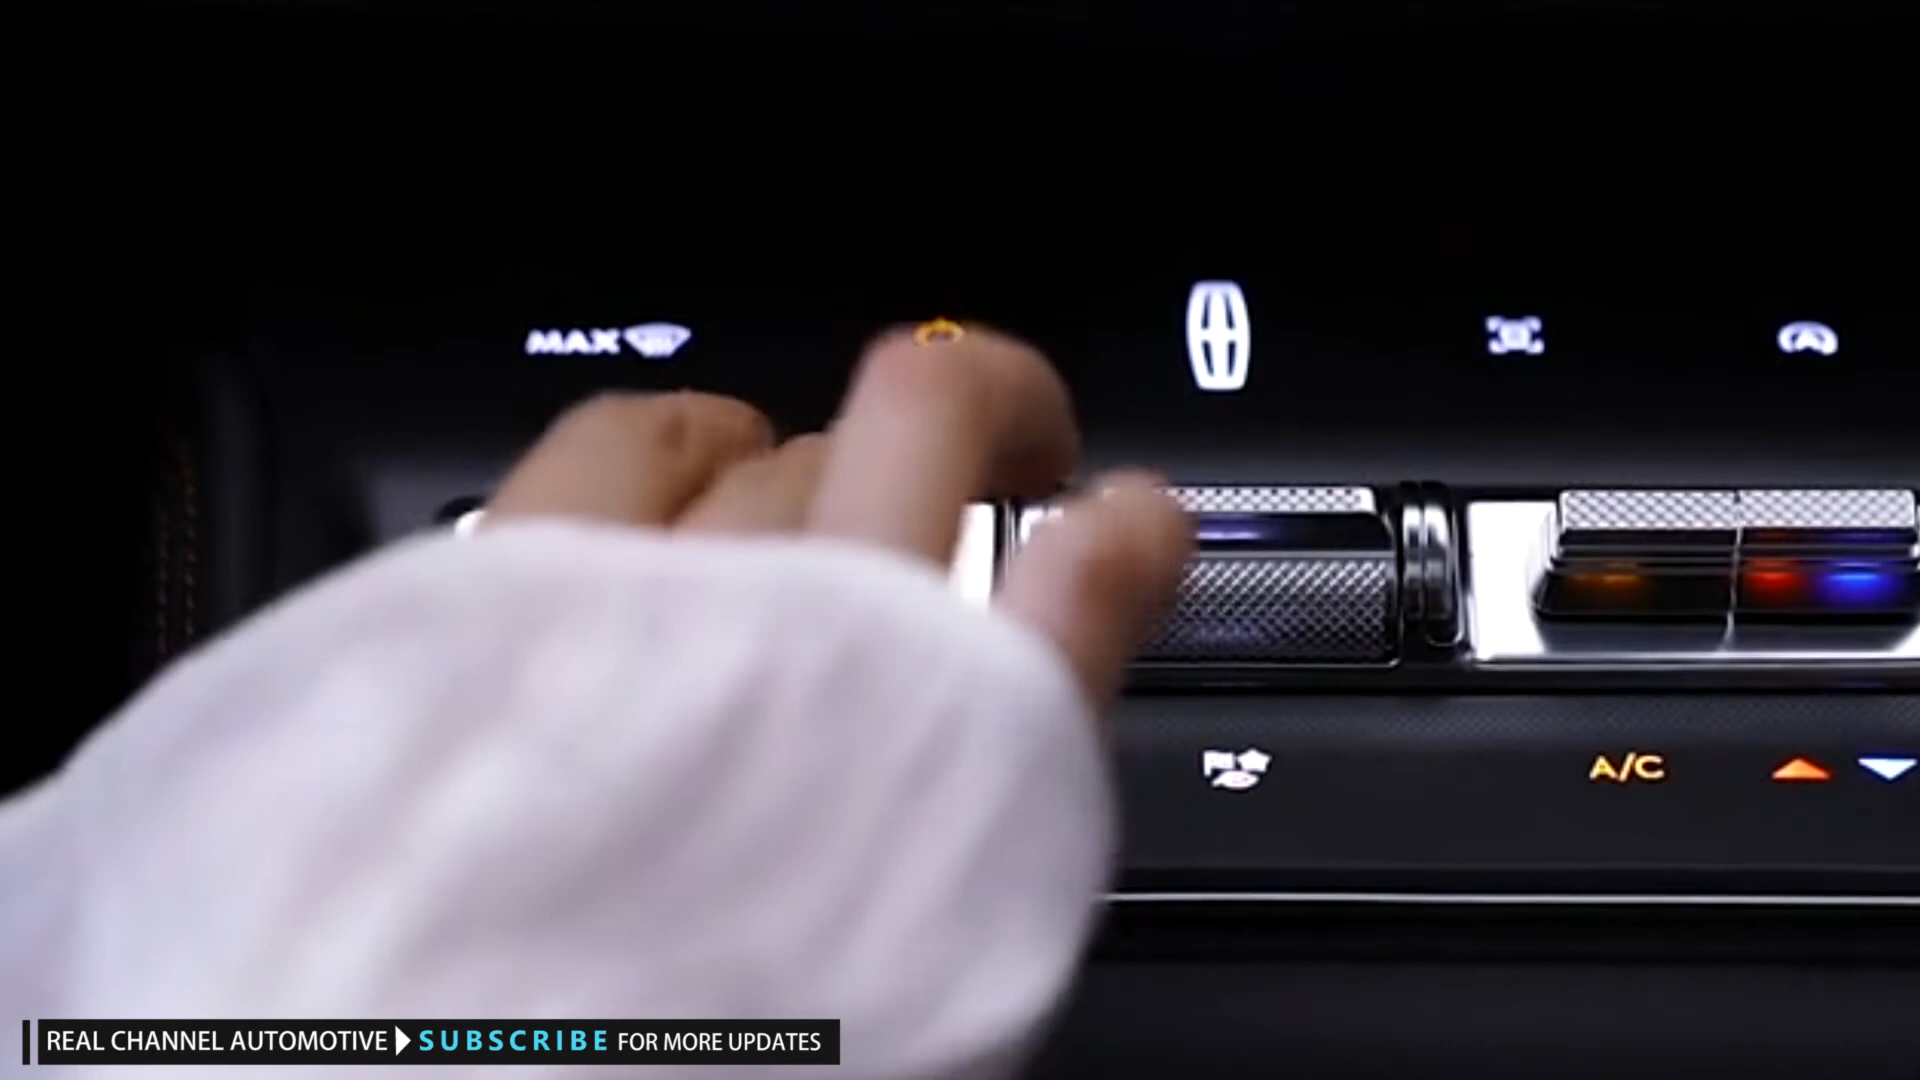 MAX
A
A/C
REAL CHANNEL AUTOMOTIVE SUBSCRIBE FOR MORE UPDATES